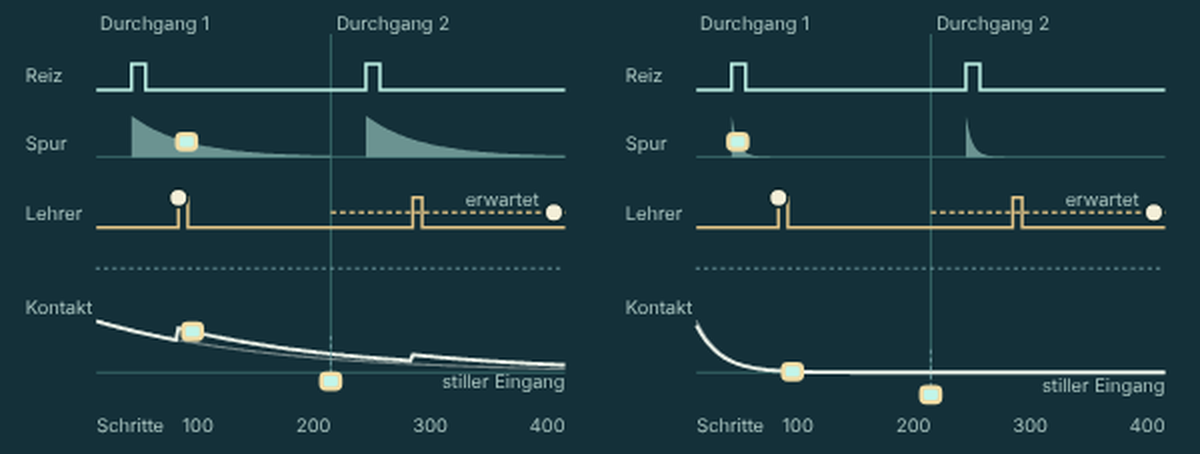 Durchgang 1 Durchgang 2
Reiz
Spur
Lehrer erwartet
Kontakt
stiller Eingang
Schritte 100 200 300 400
Durchgang 1 Durchgang 2
Reiz
Spur
Lehrer erwartet
Kontakt
stiller Eingang
Schritte 100 200 300 400